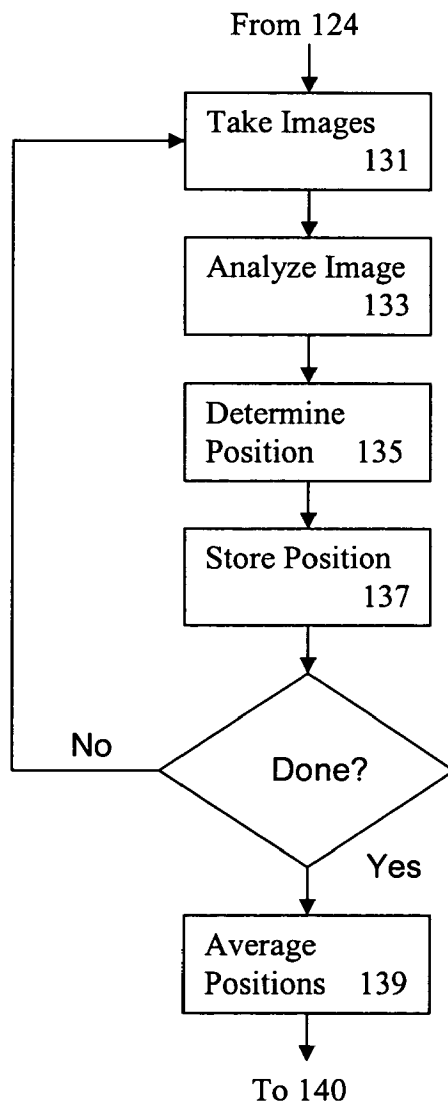 From 124
Take Images
131
Analyze Image
133
Determine
Position 135
Store Position
137
No
Done?
Yes
Average
Positions 139
To 140